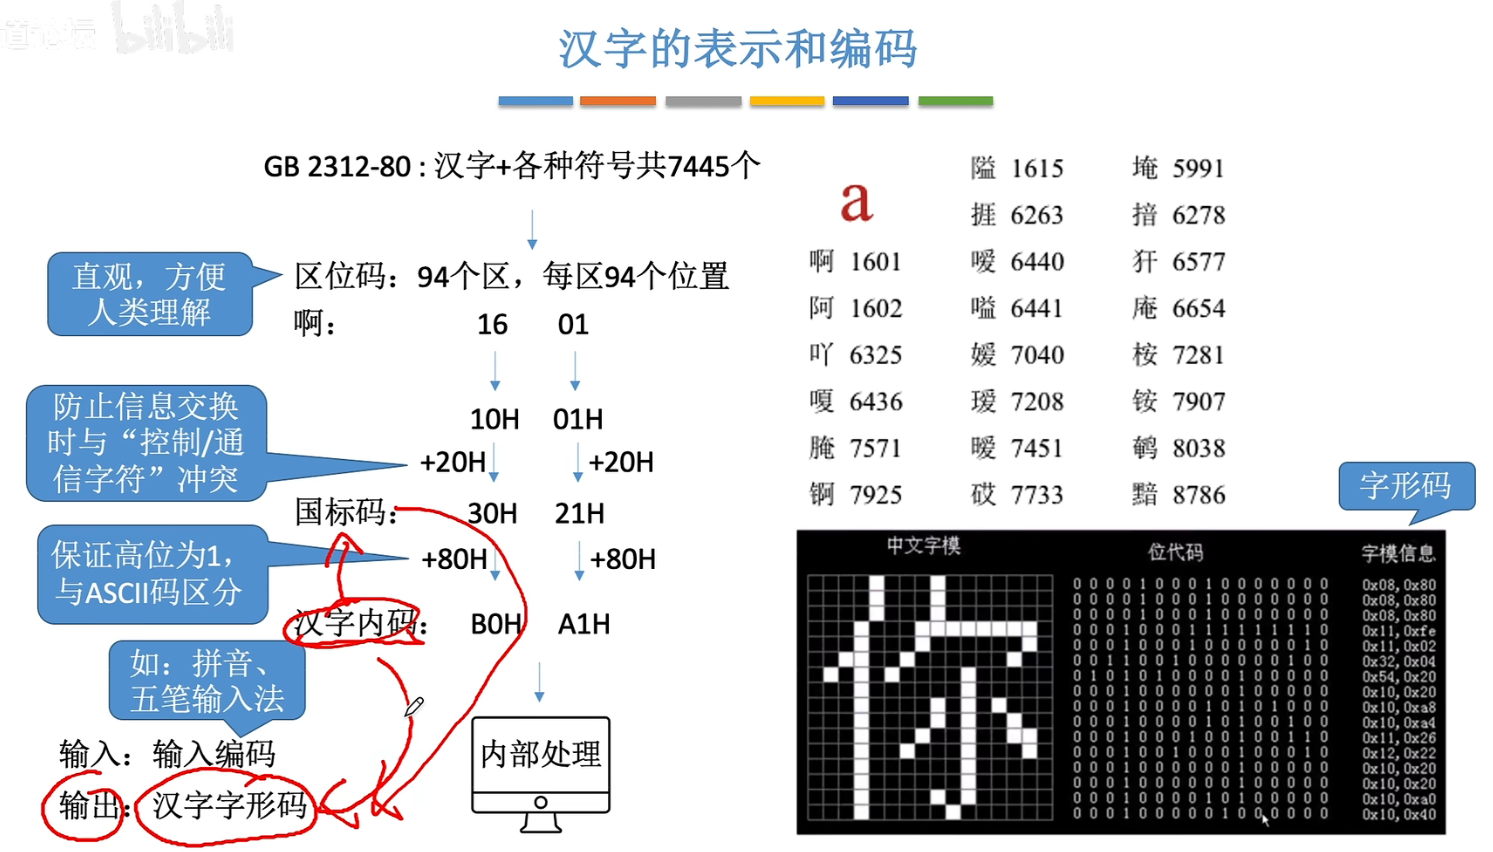 bilibili
汉字的表示和编码
GB 2312-80 : 汉字+各种符号共7445个
直观，方便
人类理解
区位码：94个区，每区94个位置
啊： 16 01
10H 01H
防止信息交换
时与“控制/通
信字符”冲突
+20H +20H
国标码： 30H 21H
保证高位为1，
与ASCII码区分
+80H +80H
汉字内码： B0H A1H
如：拼音、
五笔输入法
输入：输入编码
输出：汉字字形码
内部处理
a
隘 1615 埯 5991
捱 6263 揞 6278
啊 1601 嗳 6440 犴 6577
阿 1602 嗌 6441 庵 6654
吖 6325 嫒 7040 桉 7281
嗄 6436 瑷 7208 铵 7907
腌 7571 暧 7451 鹌 8038
锕 7925 砹 7733 黯 8786
字形码
中文字模 位代码 字模信息
0 0 0 0 1 0 0 0 1 0 0 0 0 0 0 0 0x08,0x80
0 0 0 0 1 0 0 0 1 0 0 0 0 0 0 0 0x08,0x80
0 0 0 0 1 0 0 0 1 0 0 0 0 0 0 0 0x08,0x80
0 0 0 1 0 0 0 1 1 1 1 1 1 1 1 0 0x11,0xfe
0 0 0 1 0 0 0 1 0 0 0 0 0 0 1 0 0x11,0x02
0 0 1 1 0 0 1 0 0 0 0 0 0 1 0 0 0x32,0x04
0 1 0 1 0 1 0 0 0 0 1 0 0 0 0 0 0x54,0x20
0 0 0 1 0 0 0 0 0 0 1 0 0 0 0 0 0x10,0x20
0 0 0 1 0 0 0 0 1 0 1 0 1 0 0 0 0x10,0xa8
0 0 0 1 0 0 0 0 1 0 1 0 0 1 0 0 0x10,0xa4
0 0 0 1 0 0 0 1 0 0 1 0 0 1 1 0 0x11,0x26
0 0 0 1 0 0 1 0 0 0 1 0 0 0 1 0 0x12,0x22
0 0 0 1 0 0 0 0 0 0 1 0 0 0 0 0 0x10,0x20
0 0 0 1 0 0 0 0 0 0 1 0 0 0 0 0 0x10,0x20
0 0 0 1 0 0 0 0 1 0 1 0 0 0 0 0 0x10,0xa0
0 0 0 1 0 0 0 0 0 1 0 0 0 0 0 0 0x10,0x40